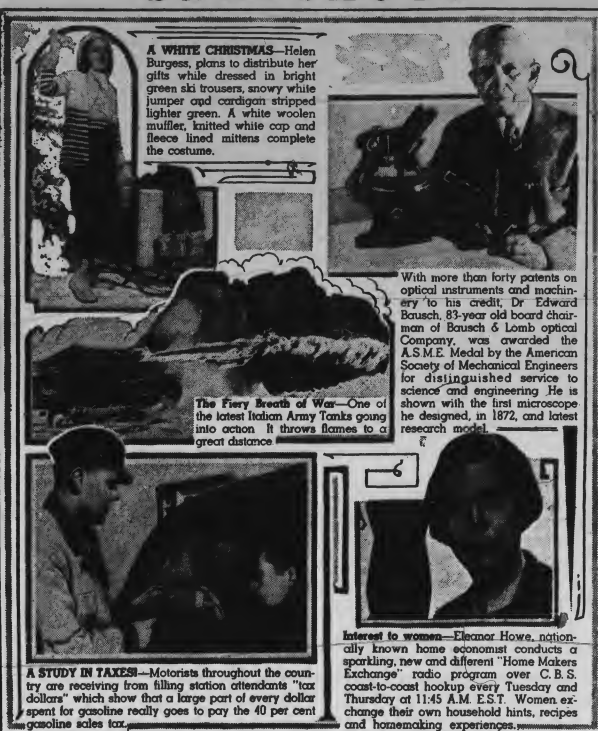 A WHITE CHRISTMAS—Helen
Burgess, plans to distribute her
gifts while dressed in bright
green ski trousers, snowy white
jumper and cardigan stripped
lighter green. A white woolen
muffler, knitted white cap and
fleece lined mittens complete
the costume.
With more than forty patents on
optical instruments and machin-
ery to his credit, Dr Edward
Bausch, 83-year old board chair-
man of Bausch & Lomb optical
Company, was awarded the
A.S.M.E. Medal by the American
Society of Mechanical Engineers
for distinguished service to
science and engineering He is
shown with the first microscope
he designed, in 1872, and latest
research model.
The Fiery Breath of War—One of
the latest Italian Army Tanks going
into action It throws flames to a
great distance
A STUDY IN TAXES!—Motorists throughout the coun-
try are receiving from filling station attendants "tax
dollars" which show that a large part of every dollar
spent for gasoline really goes to pay the 40 per cent
gasoline sales tax.
Interest to women—Eleanor Howe, nation-
ally known home economist conducts a
sparkling, new and different "Home Makers
Exchange" radio program over C.B.S.
coast-to-coast hookup every Tuesday and
Thursday at 11:45 A.M. E.S.T. Women ex-
change their own household hints, recipes
and homemaking experiences.